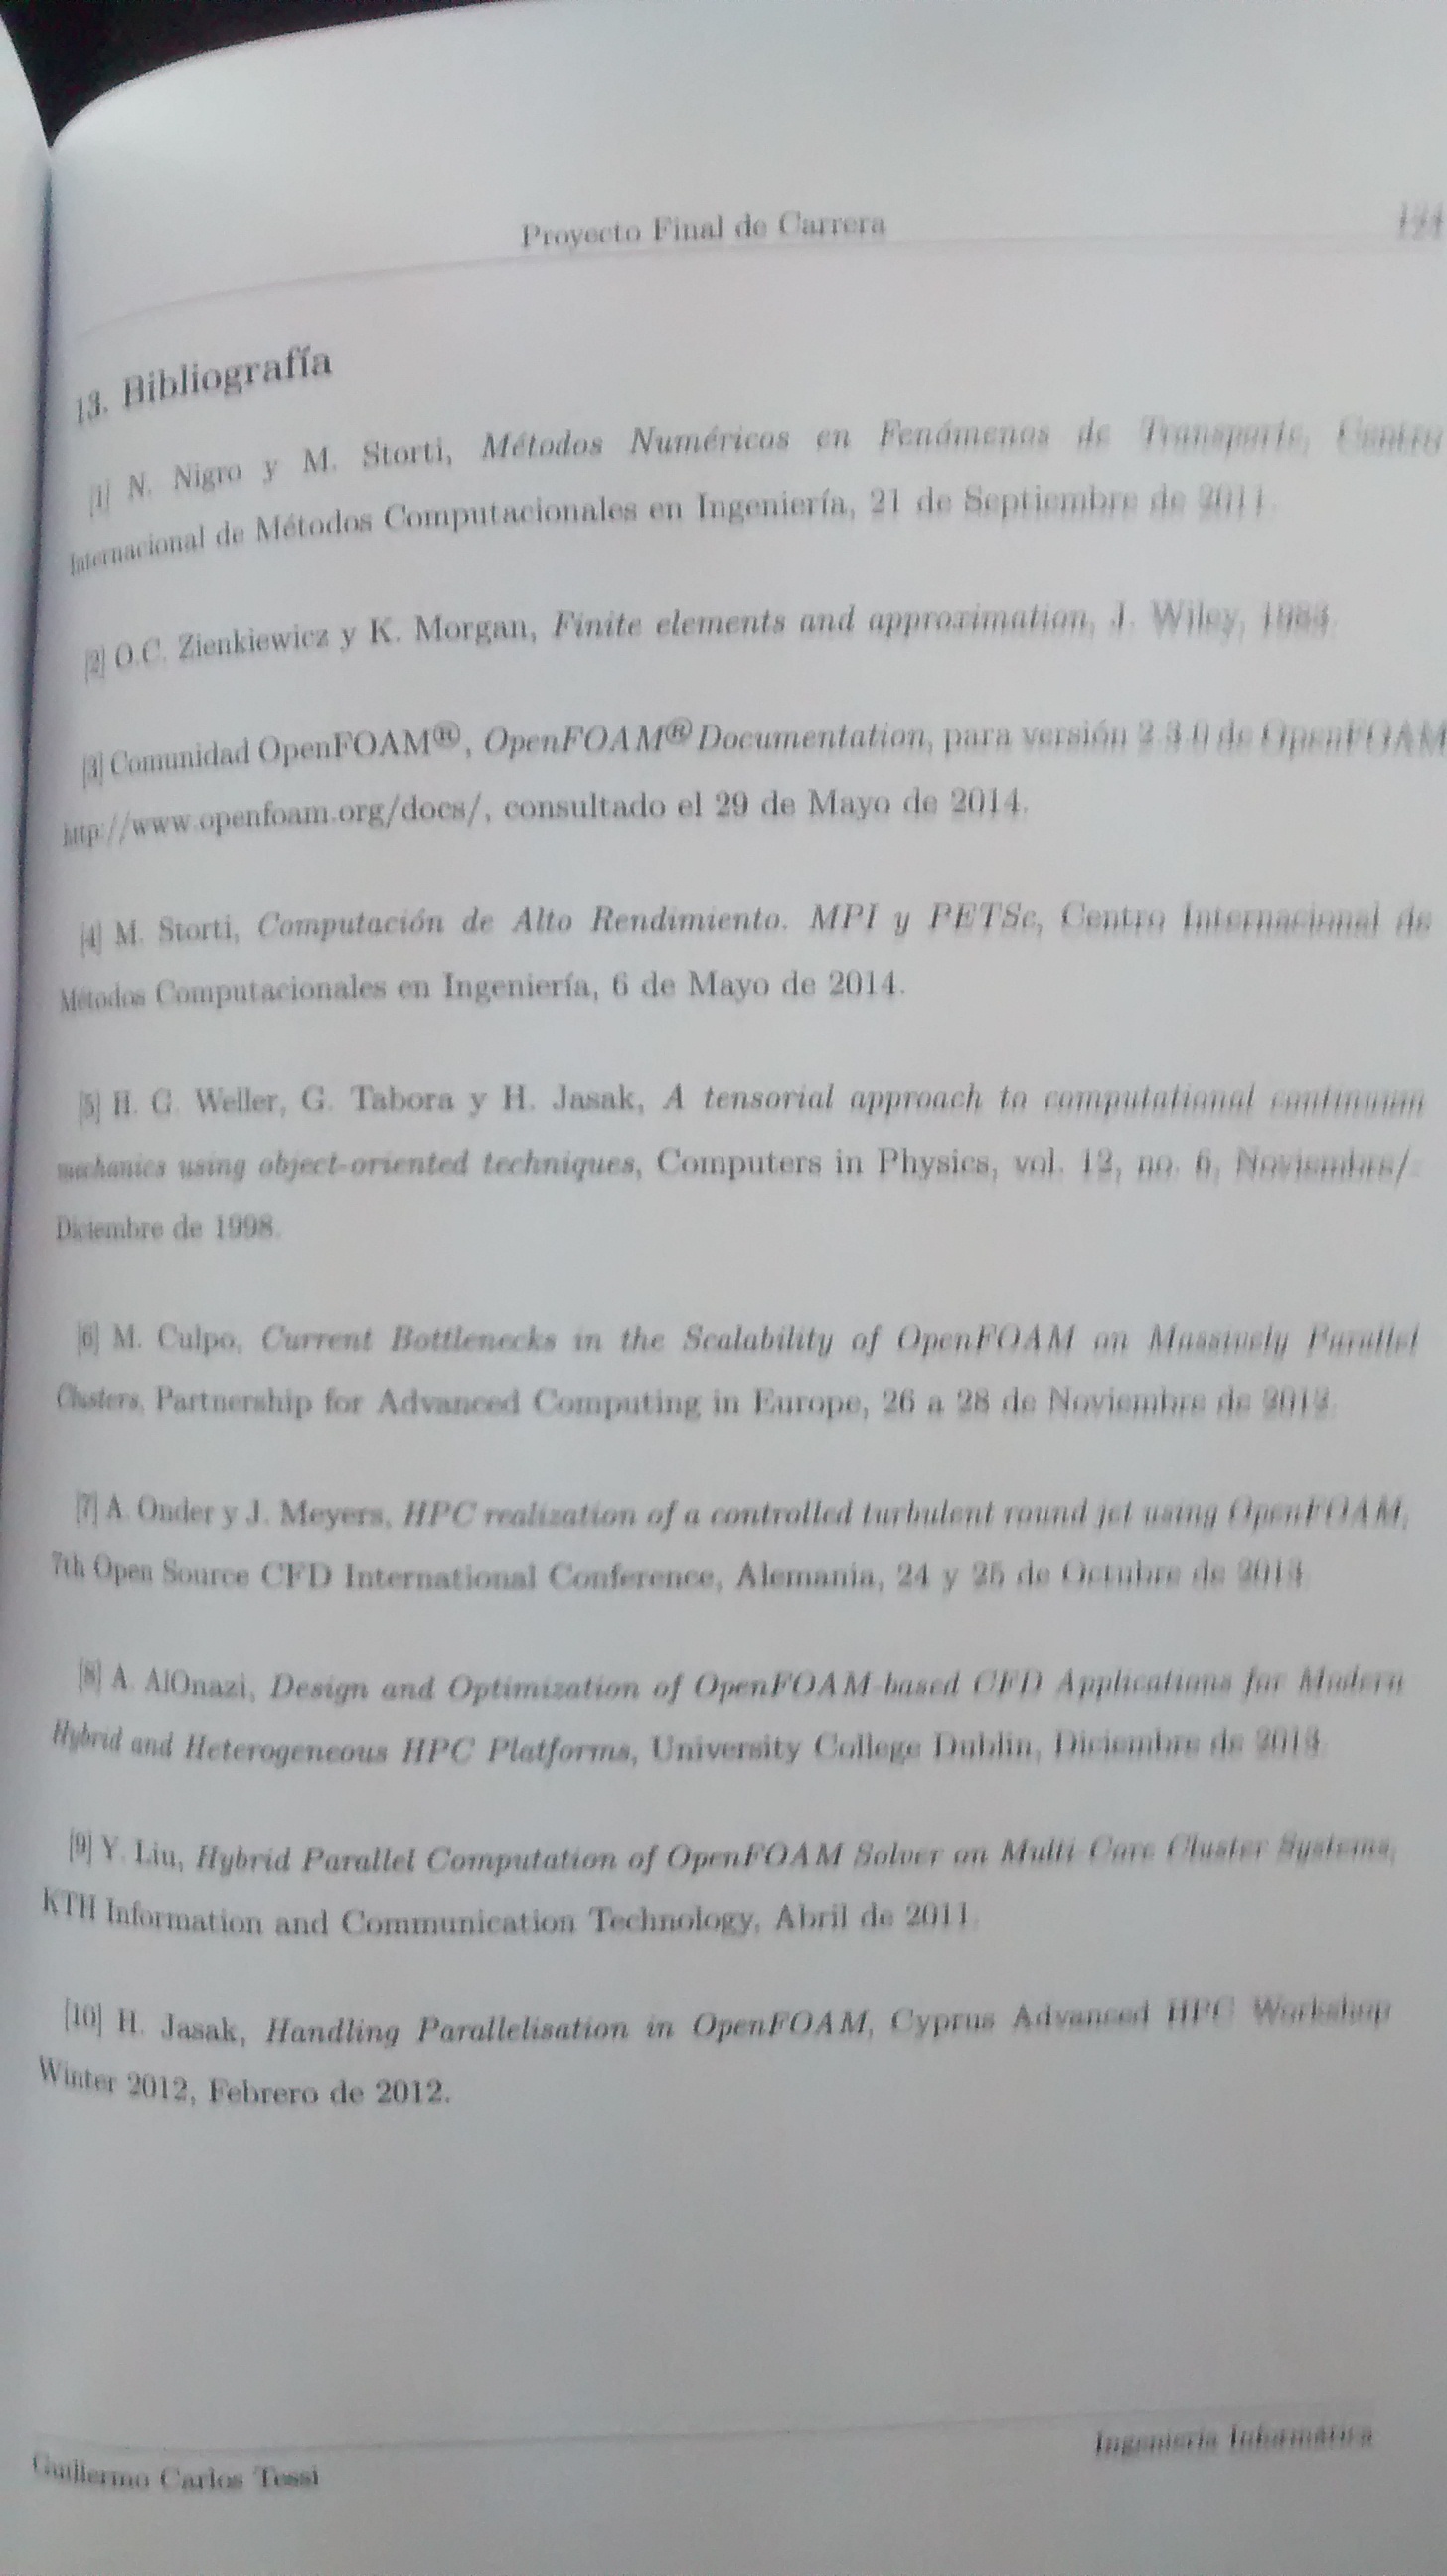 Proyecto Final de Carrera
13. Bibliografía
[1] N. Nigro y M. Storti, Métodos Numéricos en Fenómenos de Transporte, Centro
Internacional de Métodos Computacionales en Ingeniería, 21 de Septiembre de 2011.
[2] O.C. Zienkiewicz y K. Morgan, Finite elements and approximation, J. Wiley, 1983.
[3] Comunidad OpenFOAM®, OpenFOAM® Documentation, para versión 2.3.0 de OpenFOAM
http://www.openfoam.org/docs/, consultado el 29 de Mayo de 2014.
[4] M. Storti, Computación de Alto Rendimiento. MPI y PETSc, Centro Internacional de
Métodos Computacionales en Ingeniería, 6 de Mayo de 2014.
[5] H. G. Weller, G. Tabora y H. Jasak, A tensorial approach to computational continuum
mechanics using object-oriented techniques, Computers in Physics, vol. 12, no. 6, Noviembre/
Diciembre de 1998.
[6] M. Culpo, Current Bottlenecks in the Scalability of OpenFOAM on Massively Parallel
Clusters, Partnership for Advanced Computing in Europe, 26 a 28 de Noviembre de
[7] A. Onder y J. Meyers, HPC realization of a controlled turbulent round jet using OpenFOAM,
7th Open Source CFD International Conference, Alemania, 24 y 25 de Octubre de 2013.
[8] A. AlOnazi, Design and Optimization of OpenFOAM-based CFD Applications for Modern
Hybrid and Heterogeneous HPC Platforms, University College Dublin, Diciembre de 2013.
[9] Y. Liu, Hybrid Parallel Computation of OpenFOAM Solver on Multi-Core Cluster Systems,
KTH Information and Communication Technology, Abril de 2011.
[10] H. Jasak, Handling Parallelisation in OpenFOAM, Cyprus Advanced HPC Workshop
Winter 2012, Febrero de 2012.
Guillermo Carlos Tessi
Ingeniería Informática